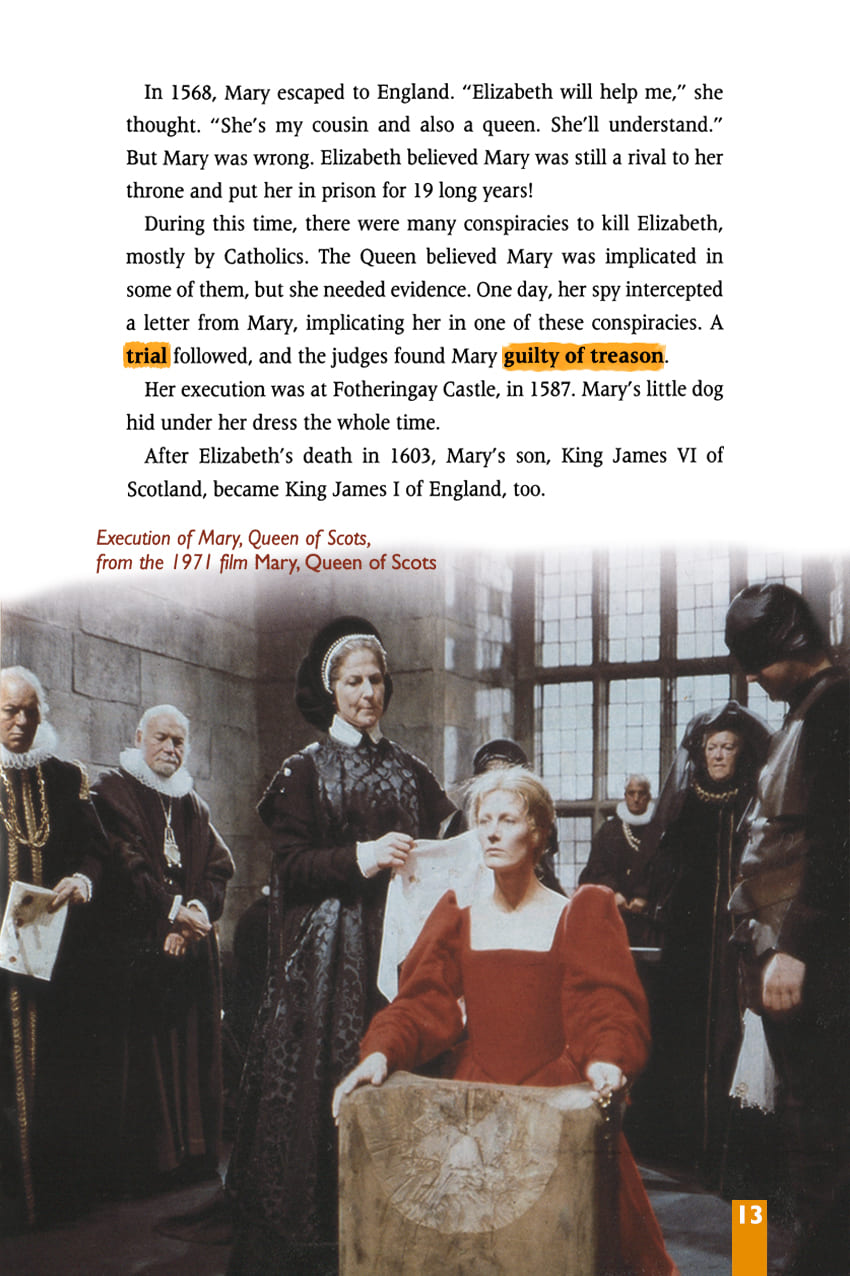 In 1568, Mary escaped to England. “Elizabeth will help me,” she
thought. “She’s my cousin and also a queen. She’ll understand.”
But Mary was wrong. Elizabeth believed Mary was still a rival to her
throne and put her in prison for 19 long years!
During this time, there were many conspiracies to kill Elizabeth,
mostly by Catholics. The Queen believed Mary was implicated in
some of them, but she needed evidence. One day, her spy intercepted
a letter from Mary, implicating her in one of these conspiracies. A
trial followed, and the judges found Mary guilty of treason.
Her execution was at Fotheringay Castle, in 1587. Mary’s little dog
hid under her dress the whole time.
After Elizabeth’s death in 1603, Mary’s son, King James VI of
Scotland, became King James I of England, too.
Execution of Mary, Queen of Scots,
from the 1971 film Mary, Queen of Scots
13